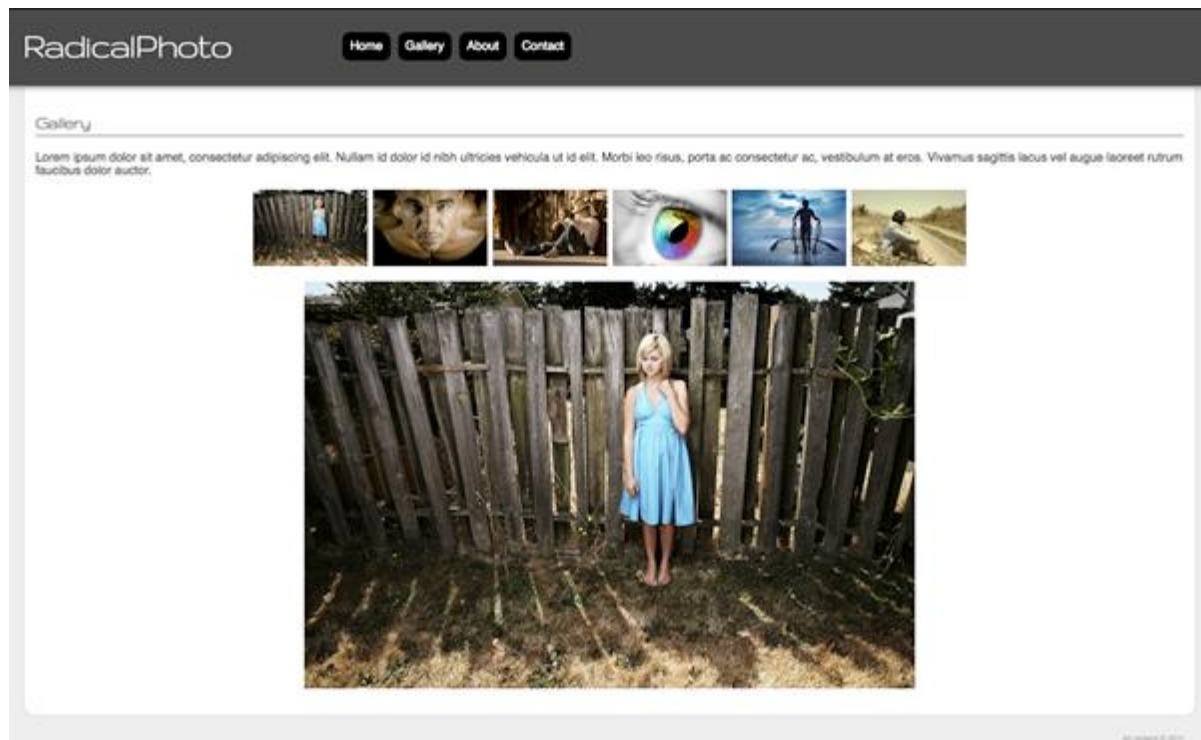 RadicalPhoto
Home
Gallery
About
Contact
Gallery
Lorem ipsum dolor sit amet, consectetur adipiscing elit. Nullam id dolor id nibh ultricies vehicula ut id elit. Morbi leo risus, porta ac consectetur ac, vestibulum at eros. Vivamus sagittis lacus vel augue laoreet rutrum
faucibus dolor auctor.